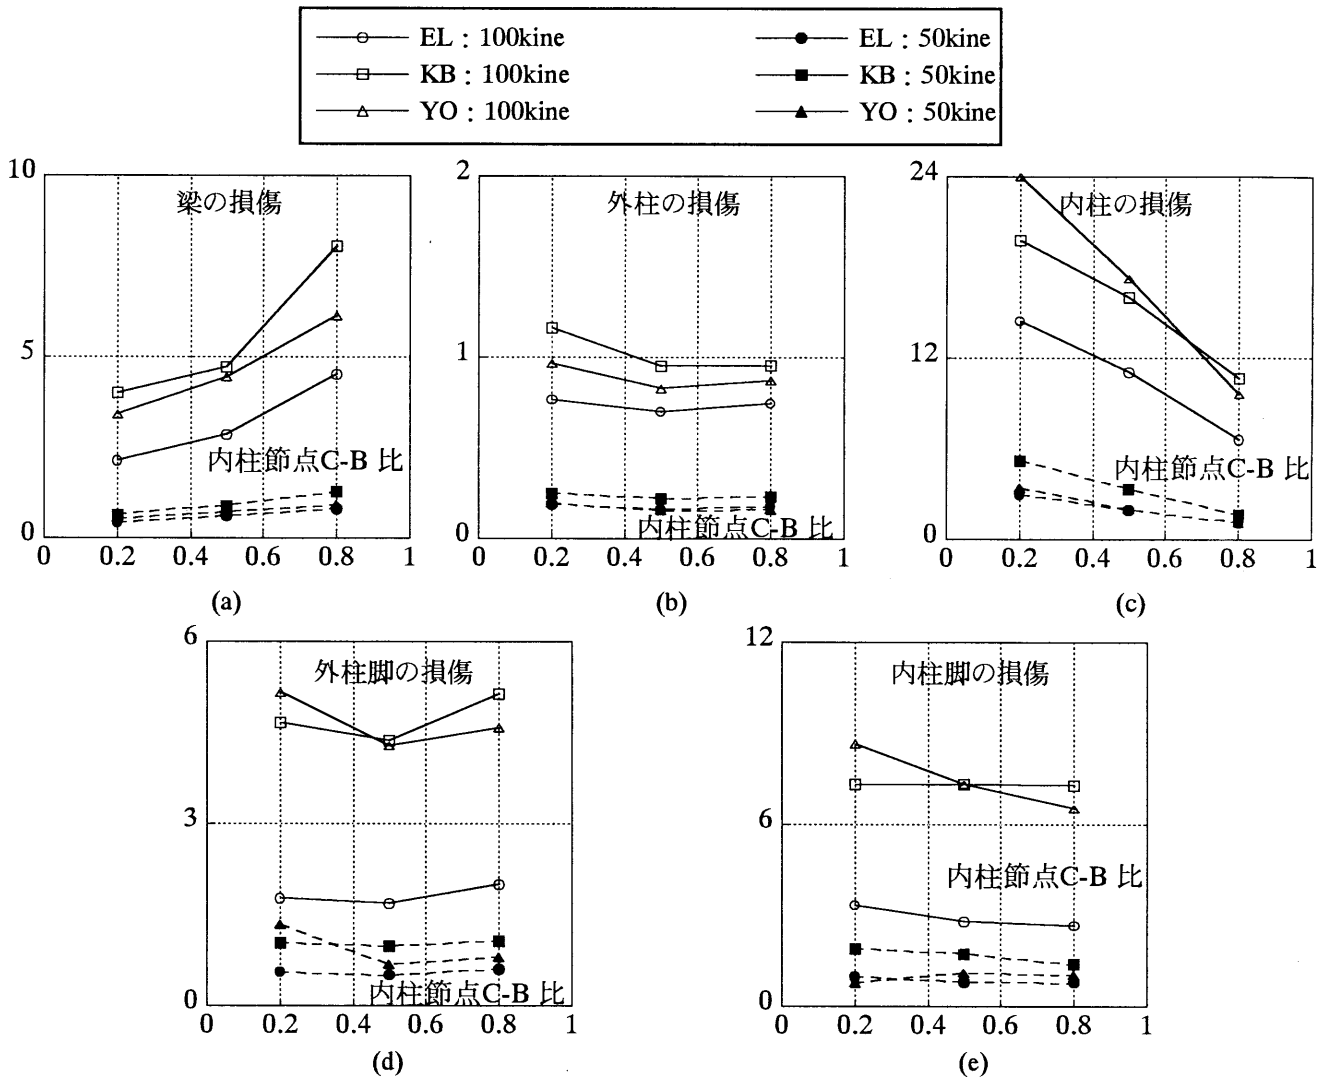 EL : 100kine
EL : 50kine
KB : 100kine
KB : 50kine
YO : 100kine
YO : 50kine
10
梁の損傷
5
内柱節点C-B 比
0
0 0.2 0.4 0.6 0.8 1
(a)
2
外柱の損傷
1
内柱節点C-B 比
0
0 0.2 0.4 0.6 0.8 1
(b)
24
内柱の損傷
12
内柱節点C-B 比
0
0 0.2 0.4 0.6 0.8 1
(c)
6
外柱脚の損傷
3
内柱節点C-B 比
0
0 0.2 0.4 0.6 0.8 1
(d)
12
内柱脚の損傷
6
内柱節点C-B 比
0
0 0.2 0.4 0.6 0.8 1
(e)